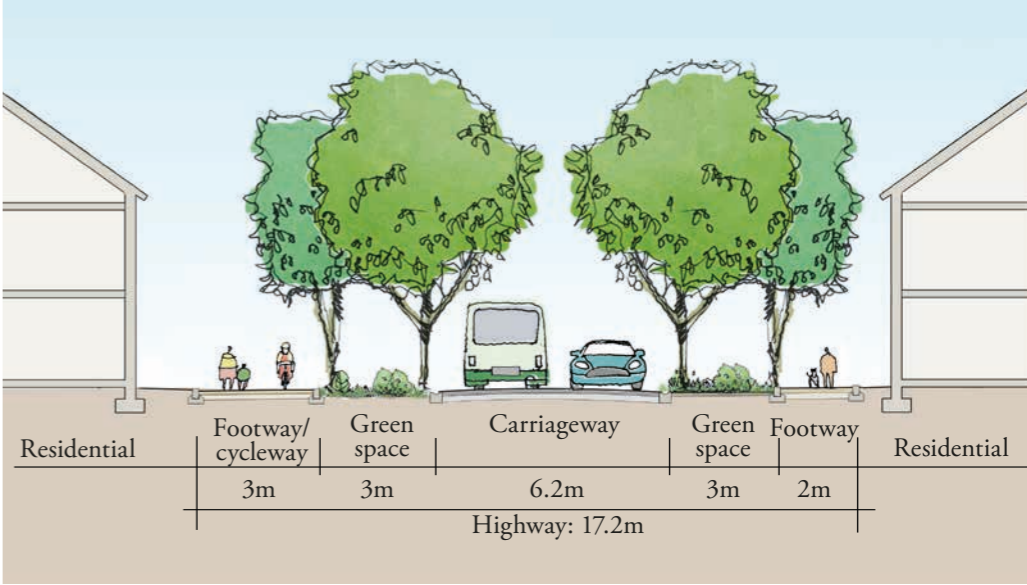 Residential
Footway/
cycleway
Green
space
Carriageway
Green
space
Footway
Residential
3m
3m
6.2m
3m
2m
Highway: 17.2m